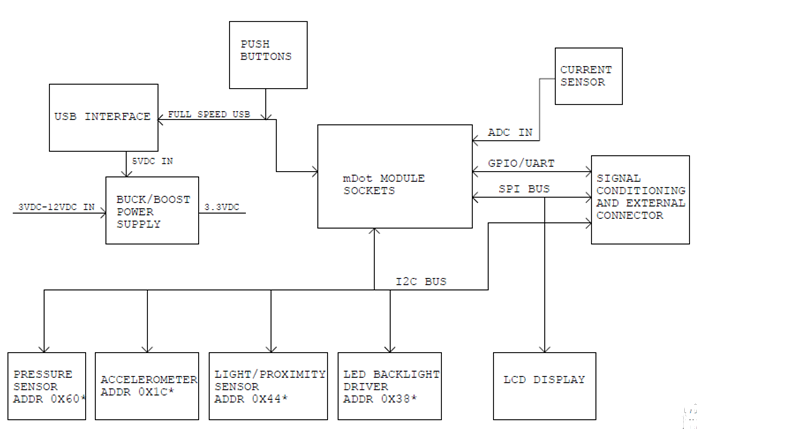 PUSH
BUTTONS
CURRENT
SENSOR
USB INTERFACE
FULL SPEED USB
ADC IN
5VDC IN
GPIO/UART
mDot MODULE
SOCKETS
SPI BUS
SIGNAL
CONDITIONING
AND EXTERNAL
CONNECTOR
3VDC-12VDC IN
BUCK/BOOST
POWER
SUPPLY
3.3VDC
I2C BUS
PRESSURE
SENSOR
ADDR 0X60*
ACCELEROMETER
ADDR 0X1C*
LIGHT/PROXIMITY
SENSOR
ADDR 0X44*
LED BACKLIGHT
DRIVER
ADDR 0X38*
LCD DISPLAY